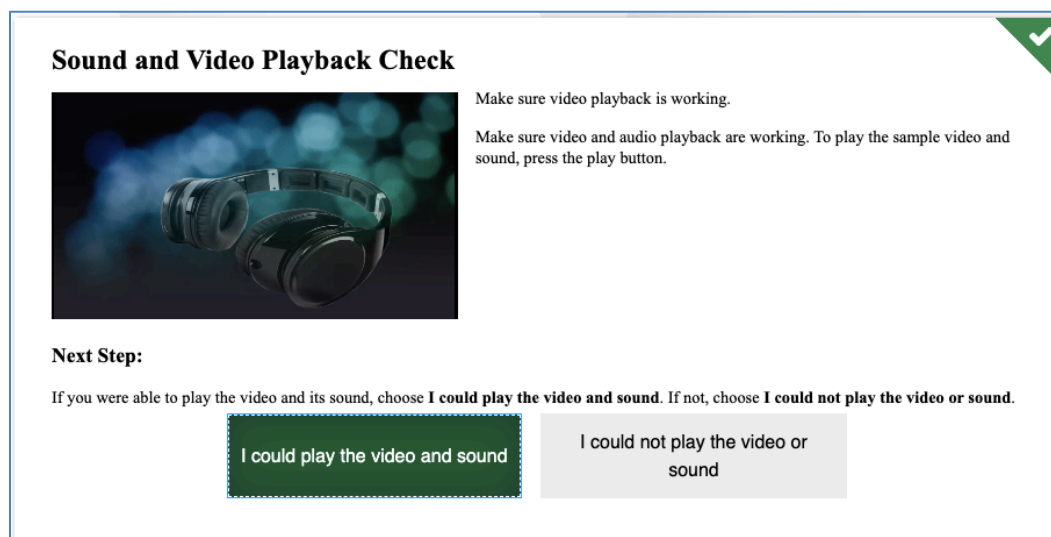 Sound and Video Playback Check
Make sure video playback is working.
Make sure video and audio playback are working. To play the sample video and
sound, press the play button.
Next Step:
If you were able to play the video and its sound, choose I could play the video and sound. If not, choose I could not play the video or sound.
I could play the video and sound
I could not play the video or
sound